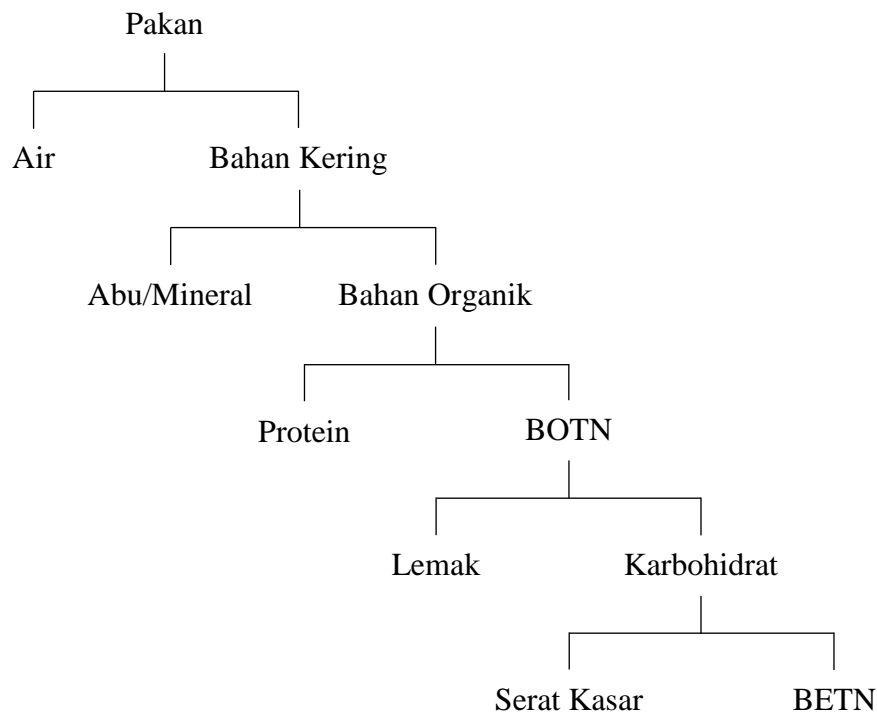 Pakan
Air Bahan Kering
Abu/Mineral Bahan Organik
Protein BOTN
Lemak Karbohidrat
Serat Kasar BETN